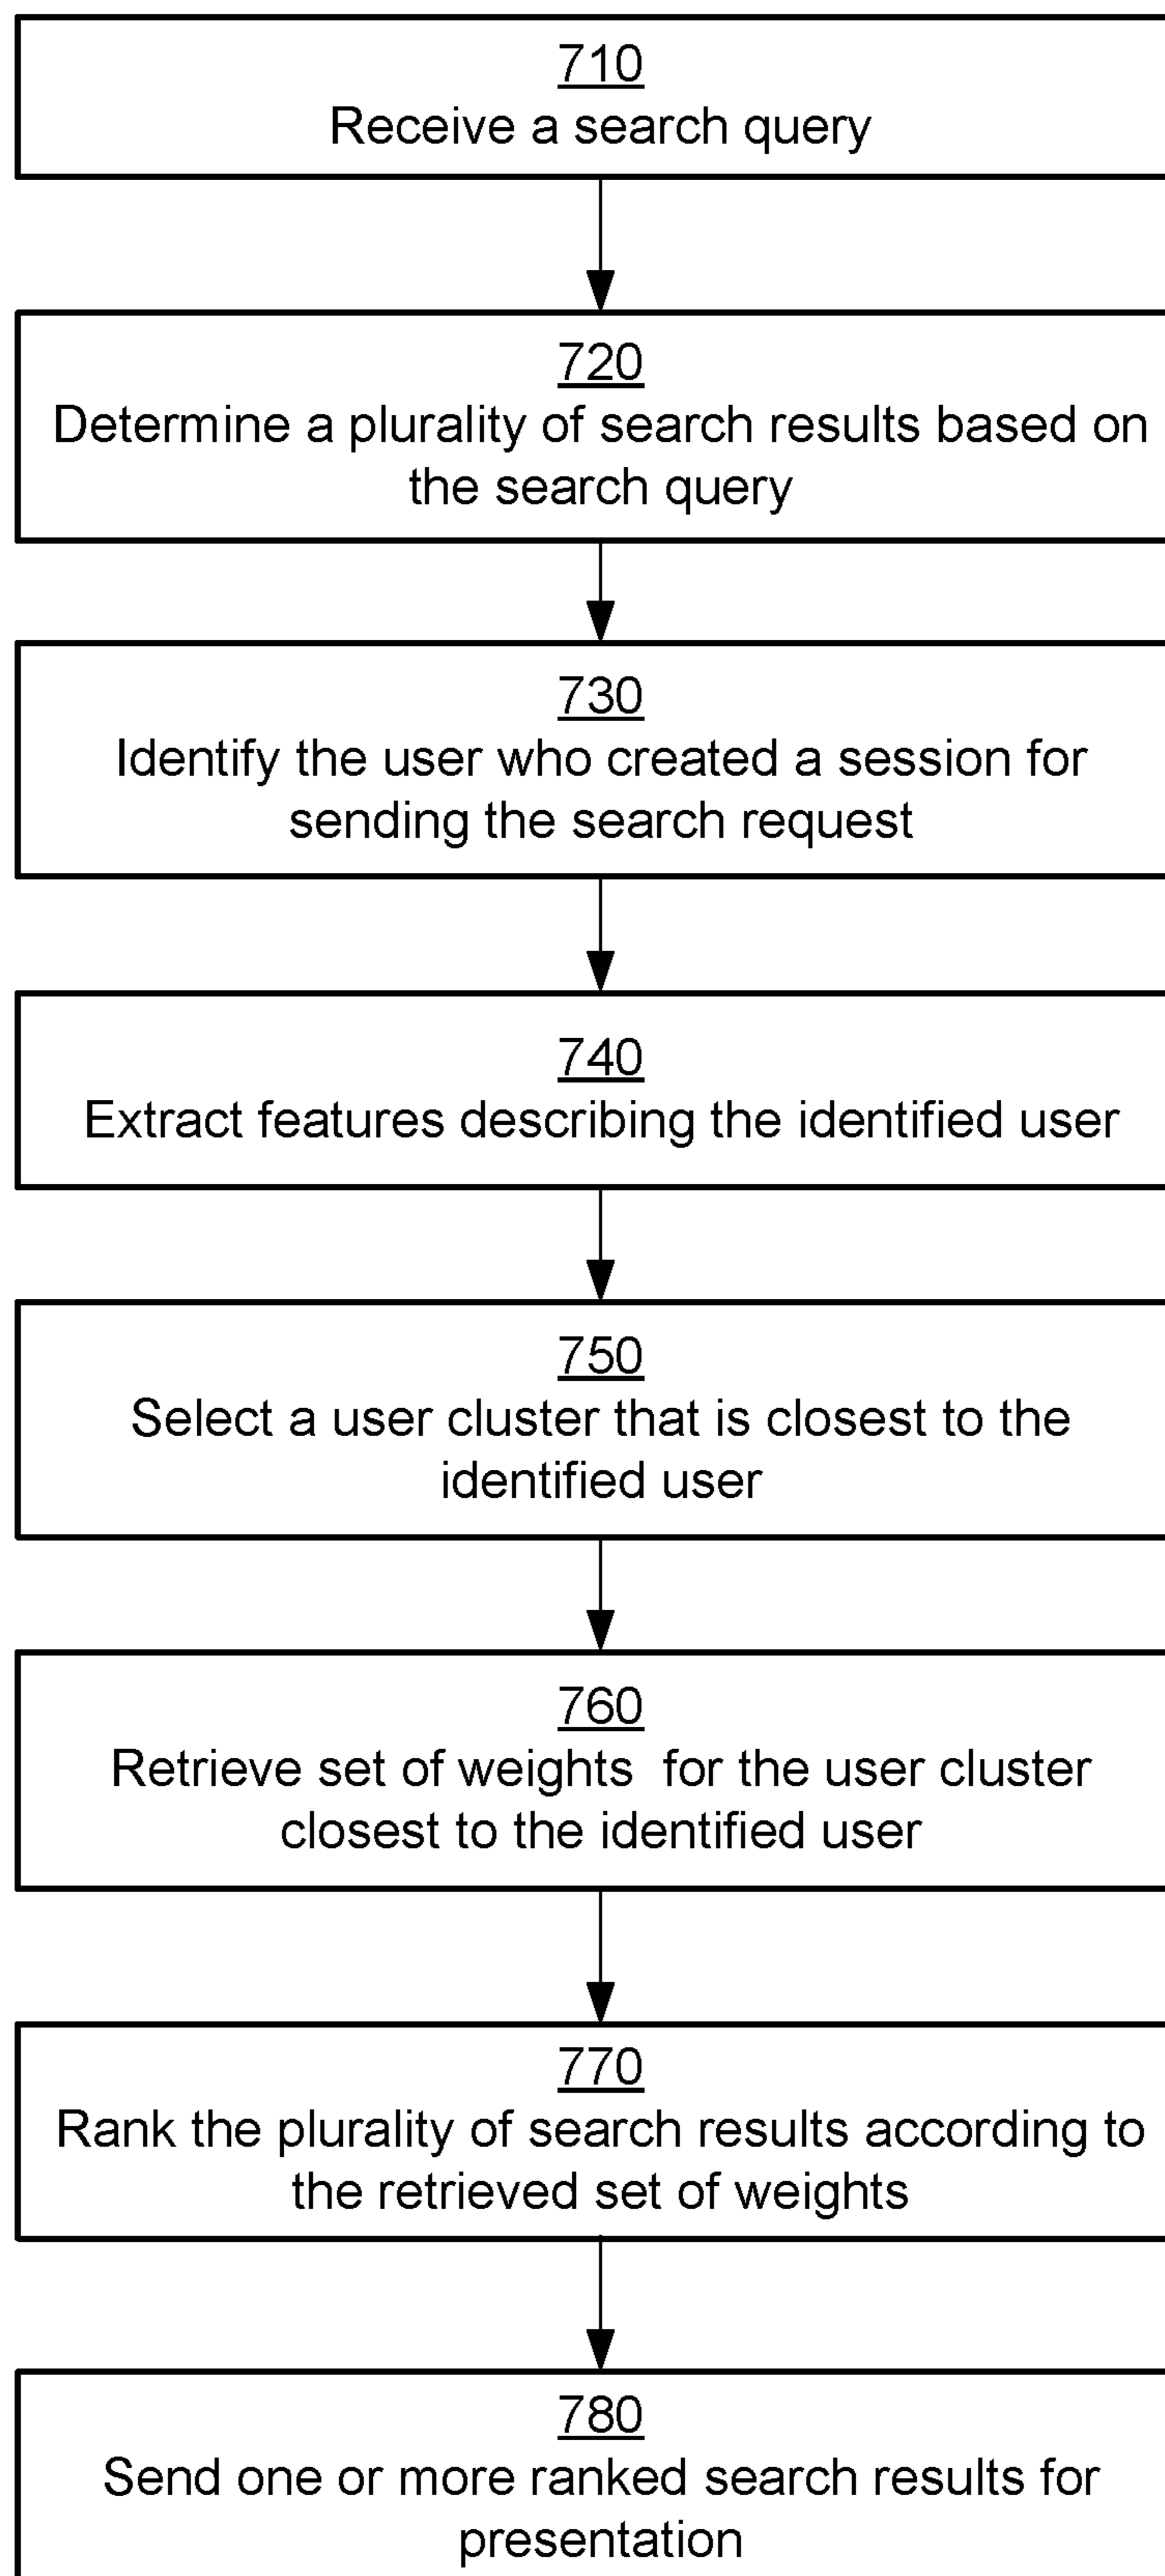 710
Receive a search query
720
Determine a plurality of search results based on
the search query
730
Identify the user who created a session for
sending the search request
740
Extract features describing the identified user
750
Select a user cluster that is closest to the
identified user
760
Retrieve set of weights  for the user cluster
closest to the identified user
770
Rank the plurality of search results according to
the retrieved set of weights
780
Send one or more ranked search results for
presentation